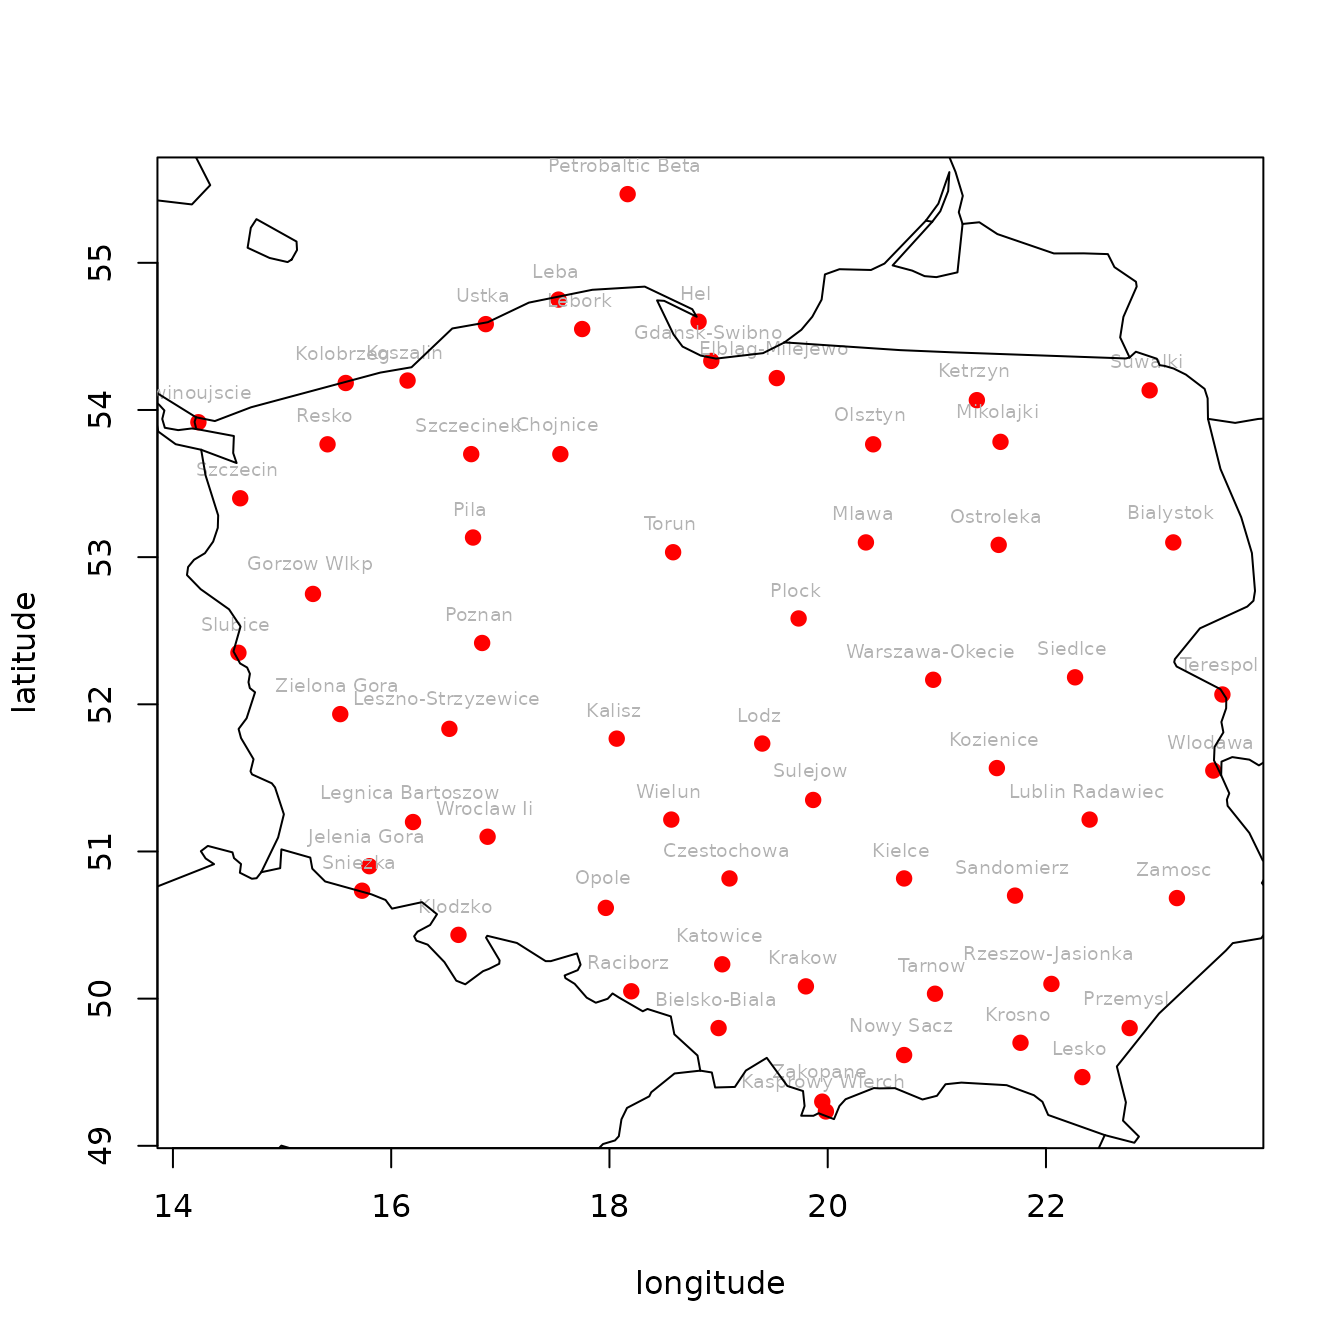 Petrobaltic Beta
Leba
Ustka
Lebork
Hel
Gdansk-Swibno
Kolobrzeg
Koszalin
Elblag-Milejewo
Suwalki
Ketrzyn
winoujscie
Resko
Szczecinek
Chojnice
Olsztyn
Mikolajki
Szczecin
Pila
Torun
Mlawa
Ostroleka
Bialystok
Gorzow Wlkp
Plock
Slubice
Poznan
Warszawa-Okecie
Siedlce
Terespol
Zielona Gora
Leszno-Strzyzewice
Kalisz
Lodz
Kozienice
Wlodawa
Sulejow
Legnica Bartoszow
Wroclaw Ii
Wielun
Lublin Radawiec
Jelenia Gora
Sniezka
Czestochowa
Kielce
Sandomierz
Zamosc
Opole
Klodzko
Katowice
Krakow
Rzeszow-Jasionka
Raciborz
Tarnow
Bielsko-Biala
Przemysl
Nowy Sacz
Krosno
Lesko
Zakopane
Kasprowy Wierch
55
54
53
52
51
50
49
latitude
14 16 18 20 22
longitude